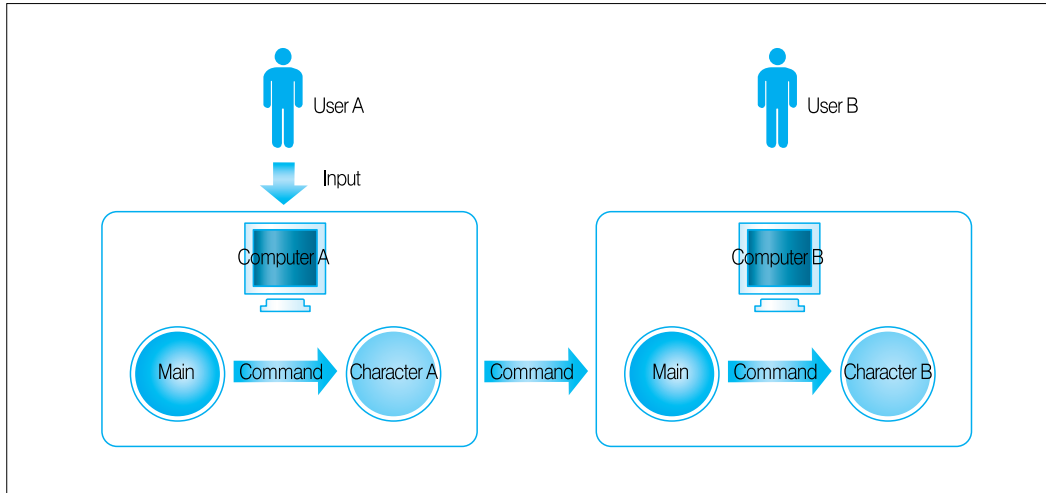 User A
User B
Input
Computer A
Computer B
Main
Command
Character A
Command
Main
Command
Character B